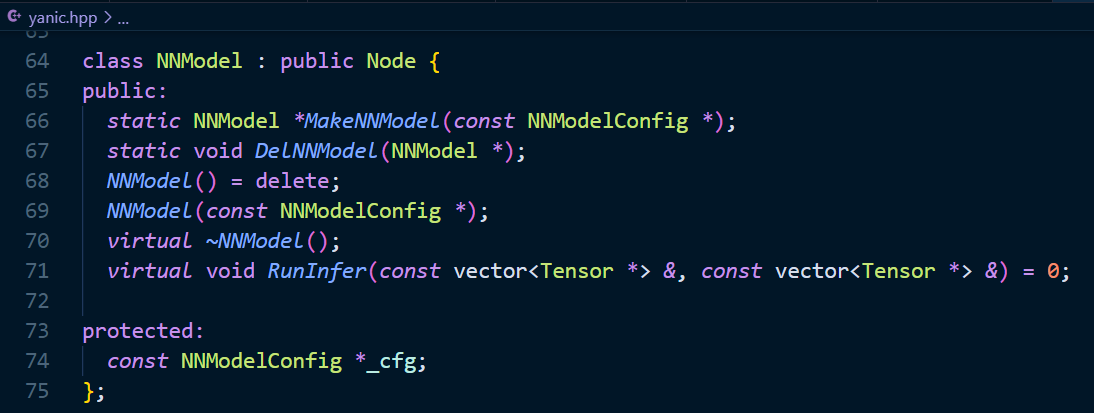 yanic.hpp > ...
63
64 class NNModel : public Node {
65 public:
66 static NNModel *MakeNNModel(const NNModelConfig *);
67 static void DelNNModel(NNModel *);
68 NNModel() = delete;
69 NNModel(const NNModelConfig *);
70 virtual ~NNModel();
71 virtual void RunInfer(const vector<Tensor *> &, const vector<Tensor *> &) = 0;
72
73 protected:
74 const NNModelConfig *_cfg;
75 };